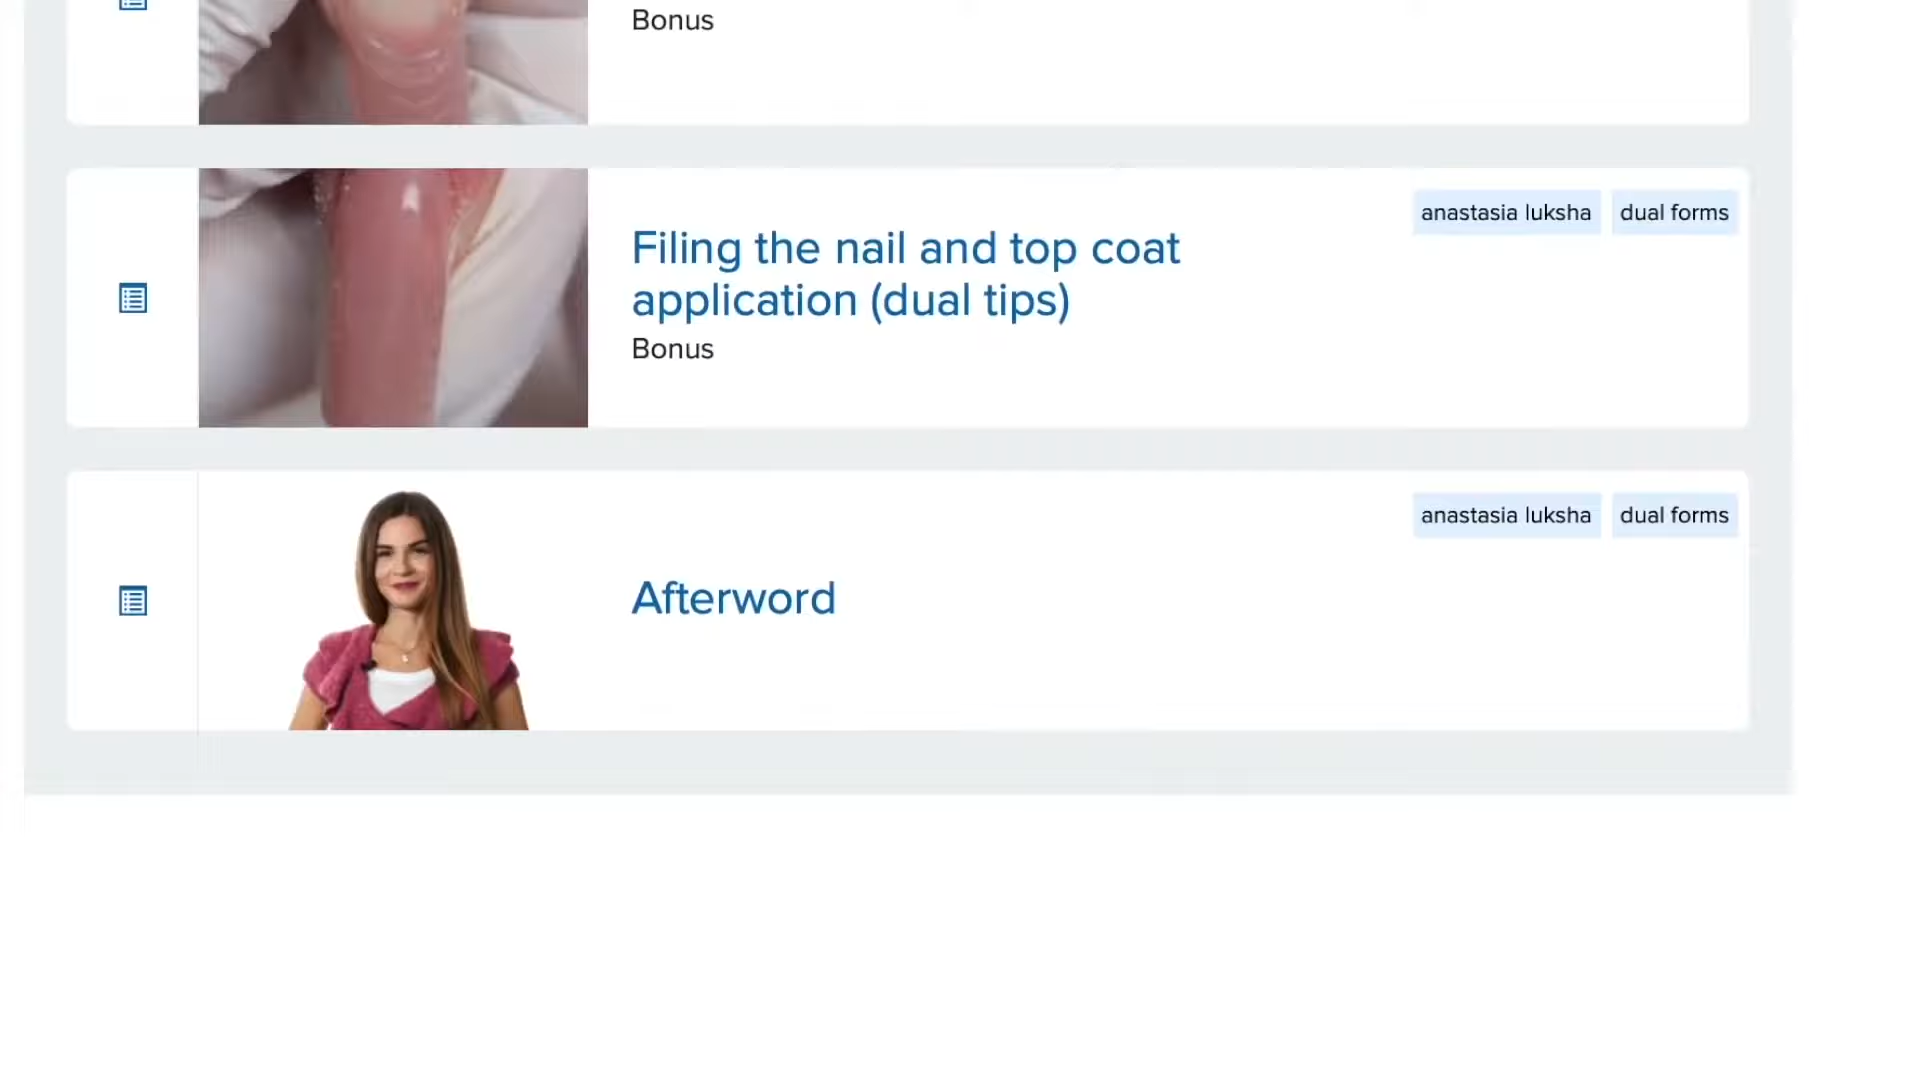 Bonus
anastasia luksha
dual forms
Filing the nail and top coat
application (dual tips)
Bonus
anastasia luksha
dual forms
Afterword